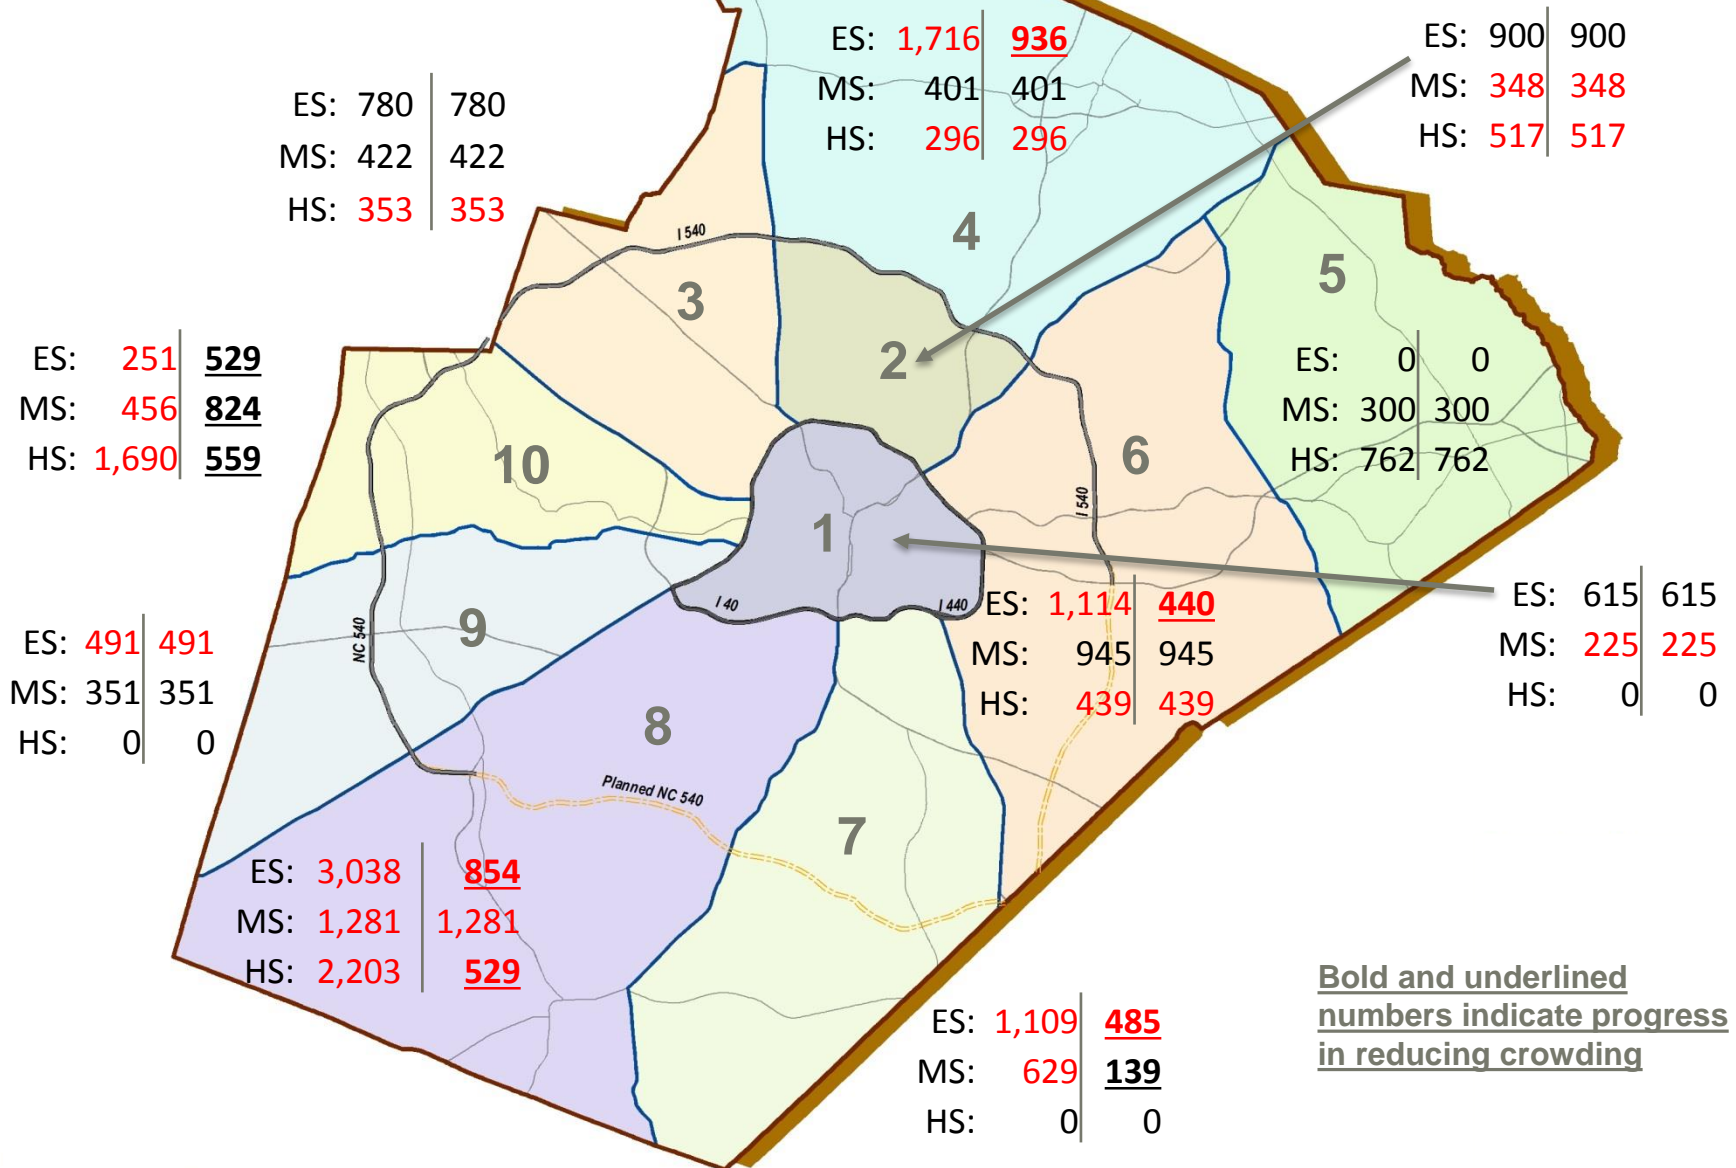 ES: 1,716 936
MS: 401 401
HS: 296 296
ES: 900 900
MS: 348 348
HS: 517 517
ES: 780 780
MS: 422 422
HS: 353 353
I 540
4
5
3
2
ES: 0 0
MS: 300 300
HS: 762 762
ES: 251 529
MS: 456 824
HS: 1,690 559
10
6
I 540
1
ES: 615 615
MS: 225 225
HS: 0 0
I 40
I 440
ES: 1,114 440
MS: 945 945
HS: 439 439
ES: 491 491
MS: 351 351
HS: 0 0
NC 540
9
8
Planned NC 540
7
ES: 3,038 854
MS: 1,281 1,281
HS: 2,203 529
ES: 1,109 485
MS: 629 139
HS: 0 0
Bold and underlined
numbers indicate progress
in reducing crowding